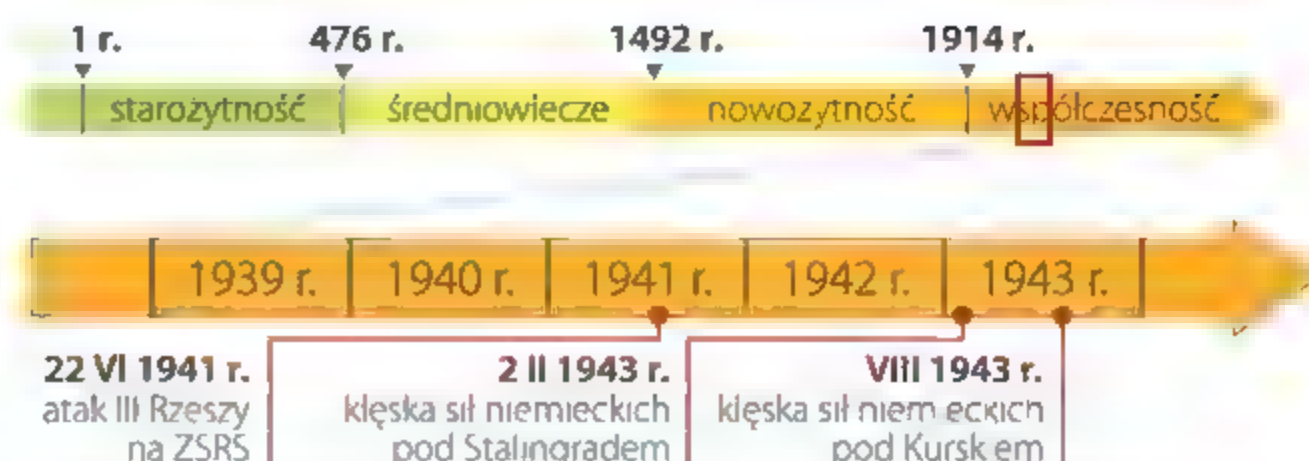 1 r. 476 r. 1492 r. 1914 r.
starożytność średniowiecze nowożytność współczesność
1939 r. 1940 r. 1941 r. 1942 r. 1943 r.
22 VI 1941 r. 2 II 1943 r. VIII 1943 r.
atak III Rzeszy klęska sił niemieckich klęska sił niemieckich
na ZSRS pod Stalingradem pod Kurskiem